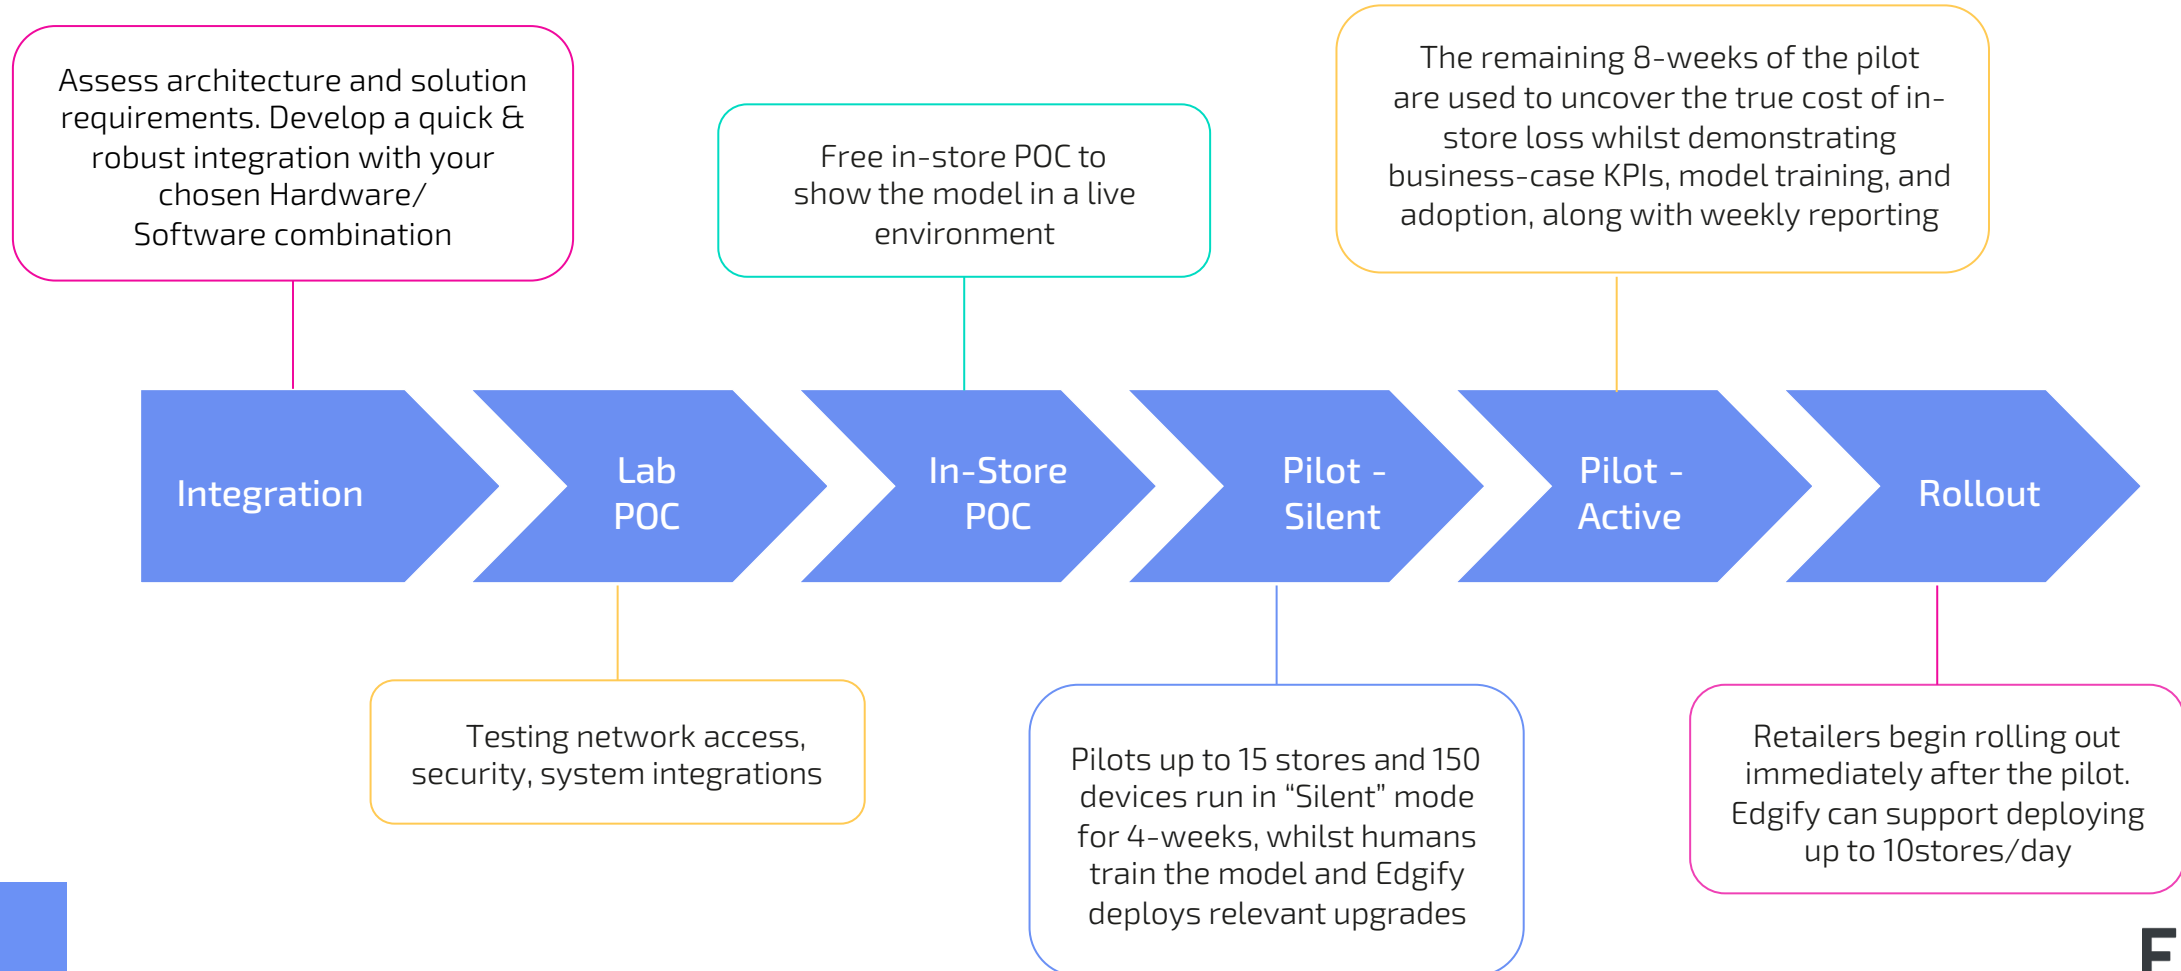 Assess architecture and solution
requirements. Develop a quick &
robust integration with your
chosen Hardware/
Software combination
Free in-store POC to
show the model in a live
environment
The remaining 8-weeks of the pilot
are used to uncover the true cost of in-
store loss whilst demonstrating
business-case KPIs, model training, and
adoption, along with weekly reporting
Integration
Lab
POC
In-Store
POC
Pilot -
Silent
Pilot -
Active
Rollout
Testing network access,
security, system integrations
Pilots up to 15 stores and 150
devices run in “Silent” mode
for 4-weeks, whilst humans
train the model and Edgify
deploys relevant upgrades
Retailers begin rolling out
immediately after the pilot.
Edgify can support deploying
up to 10stores/day